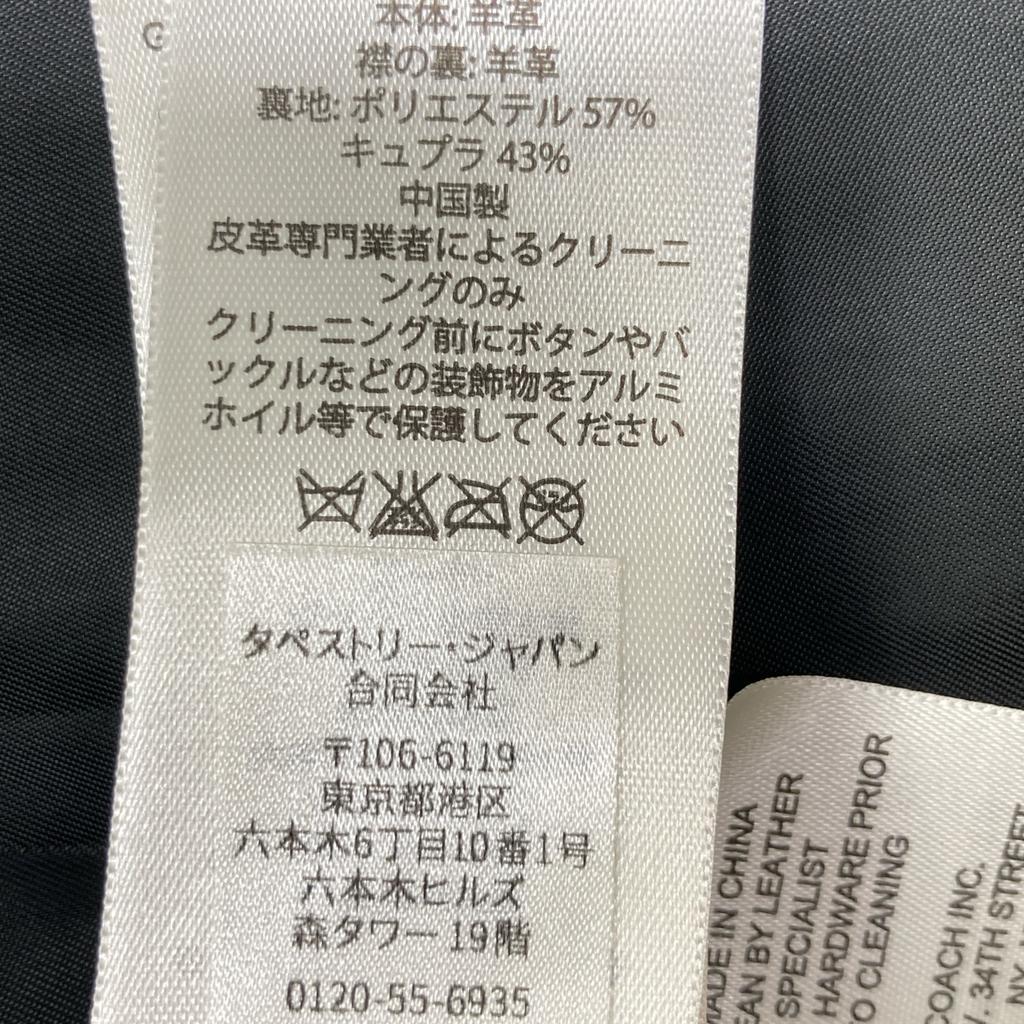 本体: 羊革
襟の裏: 羊革
裏地: ポリエステル 57%
キュプラ 43%
中国製
皮革専門業者によるクリーニ
ングのみ
クリーニング前にボタンやバ
ックルなどの装飾物をアルミ
ホイル等で保護してください
タペストリー・ジャパン
合同会社
〒106-6119
東京都港区
六本木6丁目10番1号
六本木ヒルズ
森タワー 19階
0120-55-6935
MADE IN CHINA
EAN BY LEATHER
SPECIALIST
HARDWARE PRIOR
O CLEANING
COACH INC.
34TH STREET
NY